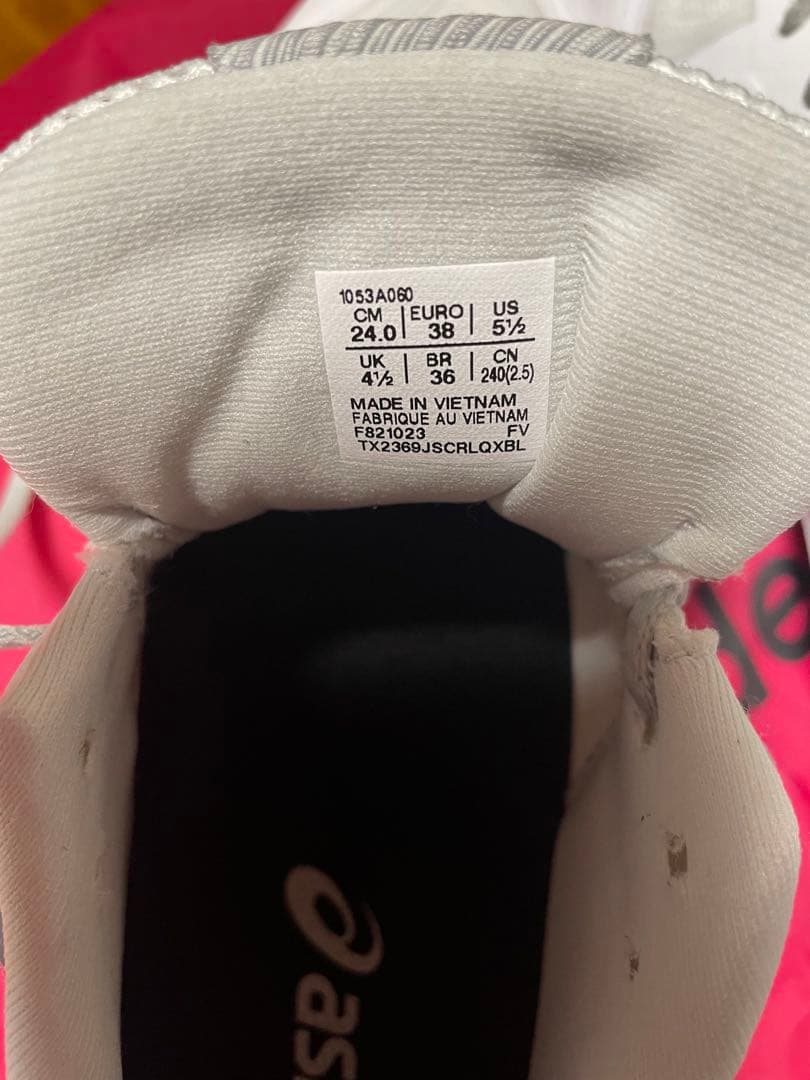 1053A060
CM | EURO | US
24.0 | 38 | 5½
UK | BR | CN
4½ | 36 | 240(2.5)
MADE IN VIETNAM
FABRIQUE AU VIETNAM
F821023 FV
TX2369JSCRLQXBL
as